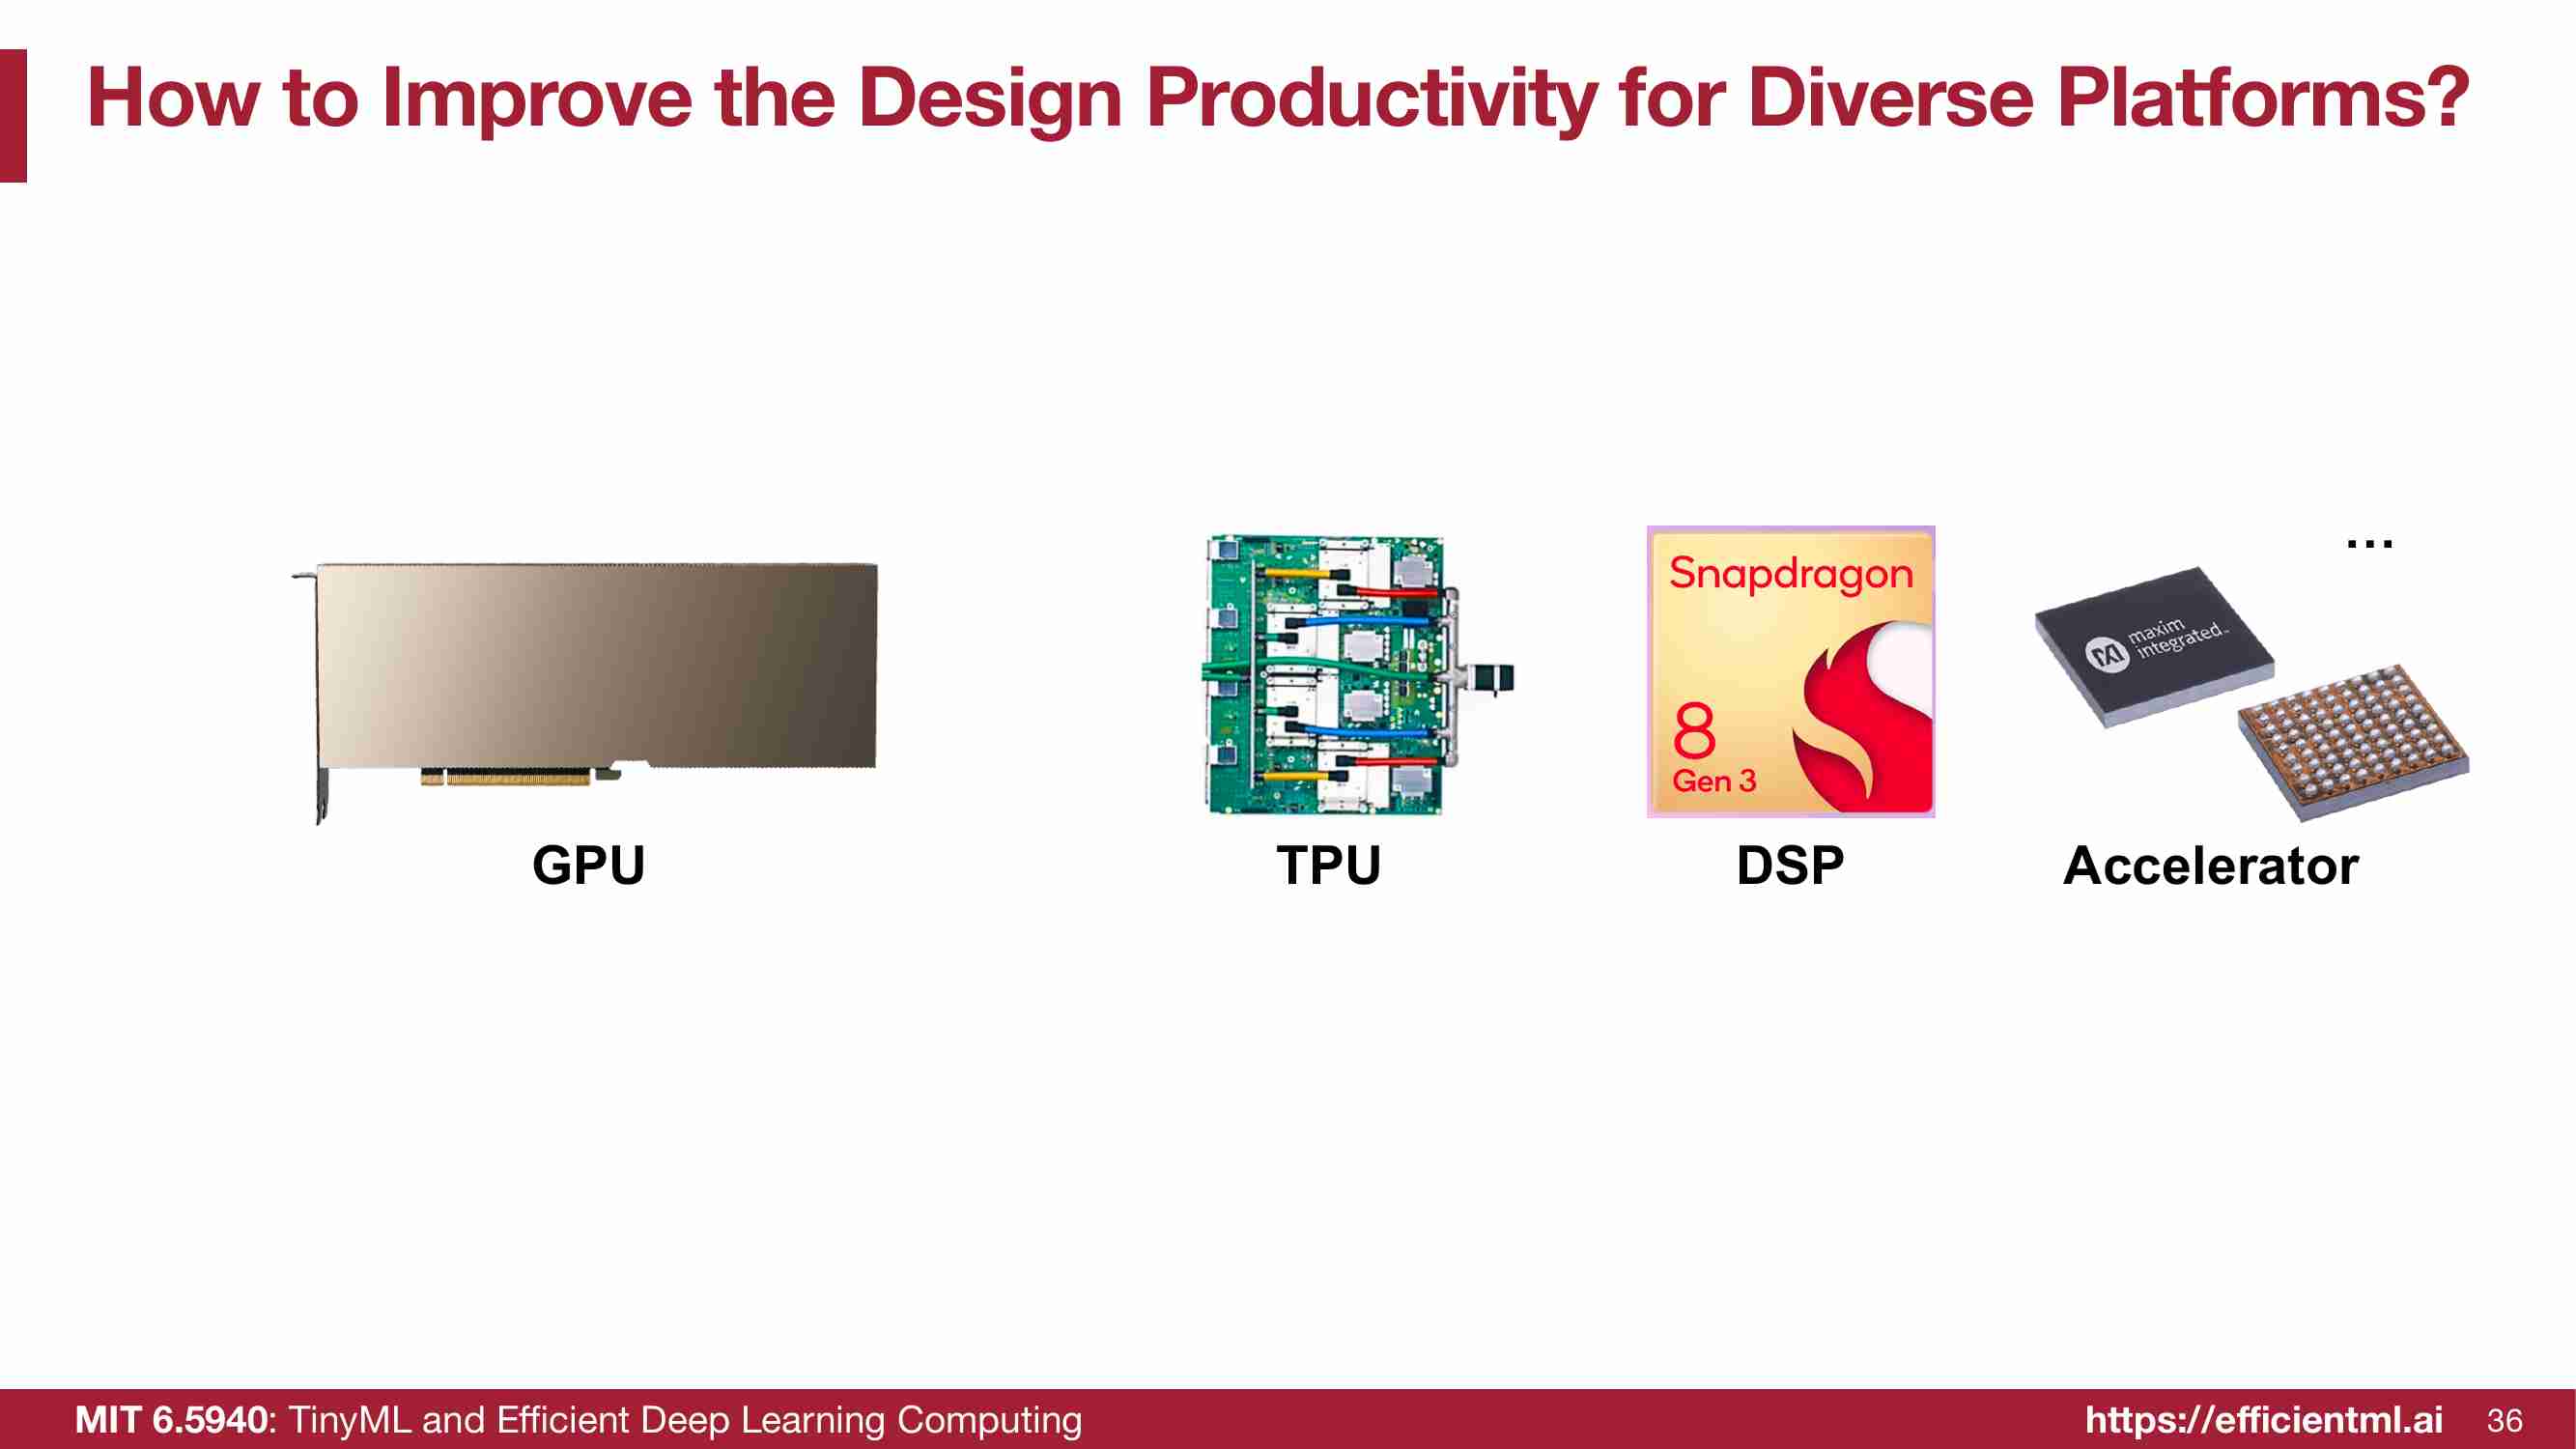 How to Improve the Design Productivity for Diverse Platforms?
...
Snapdragon
8
Gen 3
maxim
integrated™
GPU
TPU
DSP
Accelerator
MIT 6.5940: TinyML and Efficient Deep Learning Computing
https://efficientml.ai
36